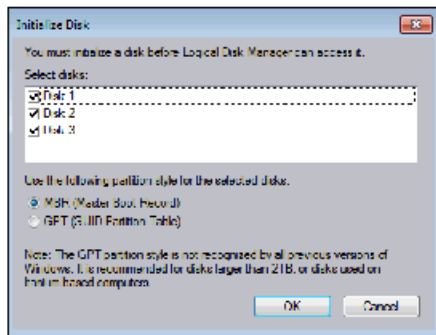 Initialize Disk
You must initialize a disk before Logical Disk Manager can access it.
Select disks:
Disk 1
Disk 2
Disk 3
Use the following partition style for the selected disks:
MBR (Master Boot Record)
GPT (GUID Partition Table)
Note: The GPT partition style is not recognized by all previous versions of
Windows. It is recommended for disks larger than 2TB, or disks used on
Itanium-based computers.
OK
Cancel